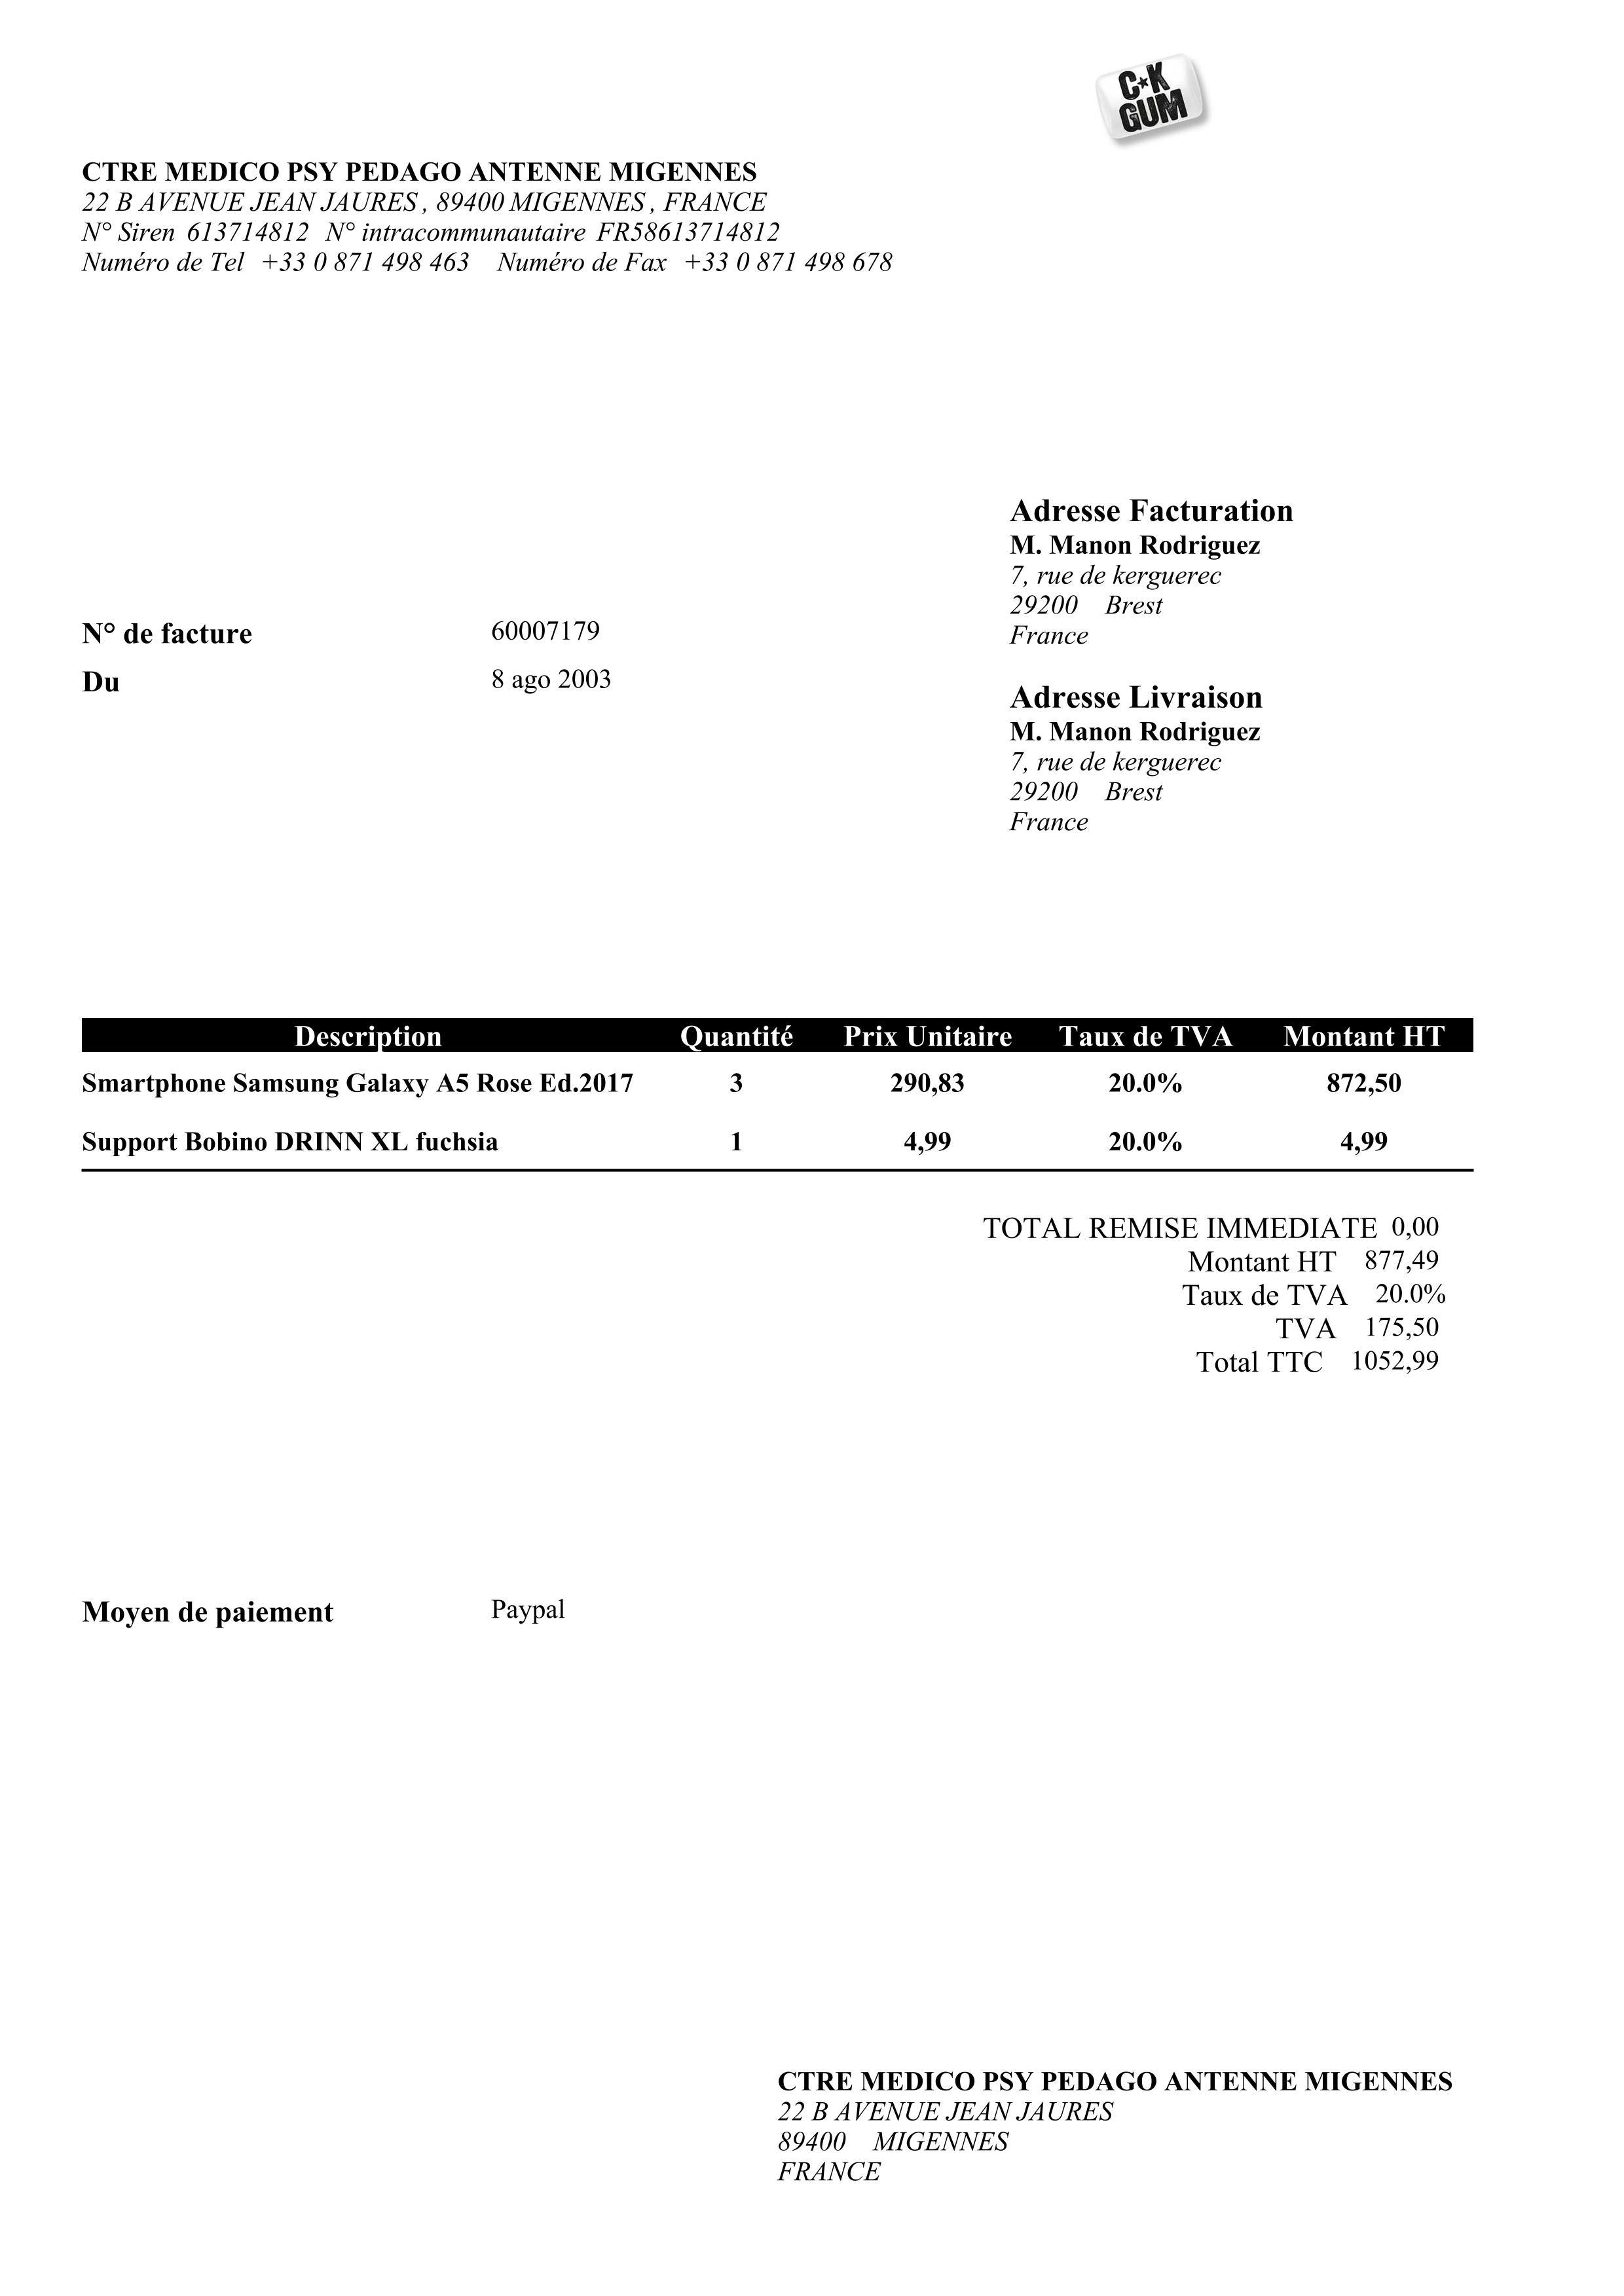 C★K
GUM
CTRE MEDICO PSY PEDAGO ANTENNE MIGENNES
22 B AVENUE JEAN JAURES , 89400 MIGENNES , FRANCE
N° Siren 613714812 N° intracommunautaire FR58613714812
Numéro de Tel +33 0 871 498 463 Numéro de Fax +33 0 871 498 678
Adresse Facturation
M. Manon Rodriguez
7, rue de kerguerec
29200 Brest
France
N° de facture 60007179
Du 8 ago 2003
Adresse Livraison
M. Manon Rodriguez
7, rue de kerguerec
29200 Brest
France
Description Quantité Prix Unitaire Taux de TVA Montant HT
Smartphone Samsung Galaxy A5 Rose Ed.2017 3 290,83 20.0% 872,50
Support Bobino DRINN XL fuchsia 1 4,99 20.0% 4,99
TOTAL REMISE IMMEDIATE 0,00
Montant HT 877,49
Taux de TVA 20.0%
TVA 175,50
Total TTC 1052,99
Moyen de paiement Paypal
CTRE MEDICO PSY PEDAGO ANTENNE MIGENNES
22 B AVENUE JEAN JAURES
89400 MIGENNES
FRANCE